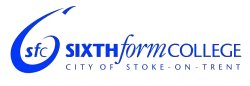 sfc SIXTHformCOLLEGE
CITY OF STOKE-ON-TRENT